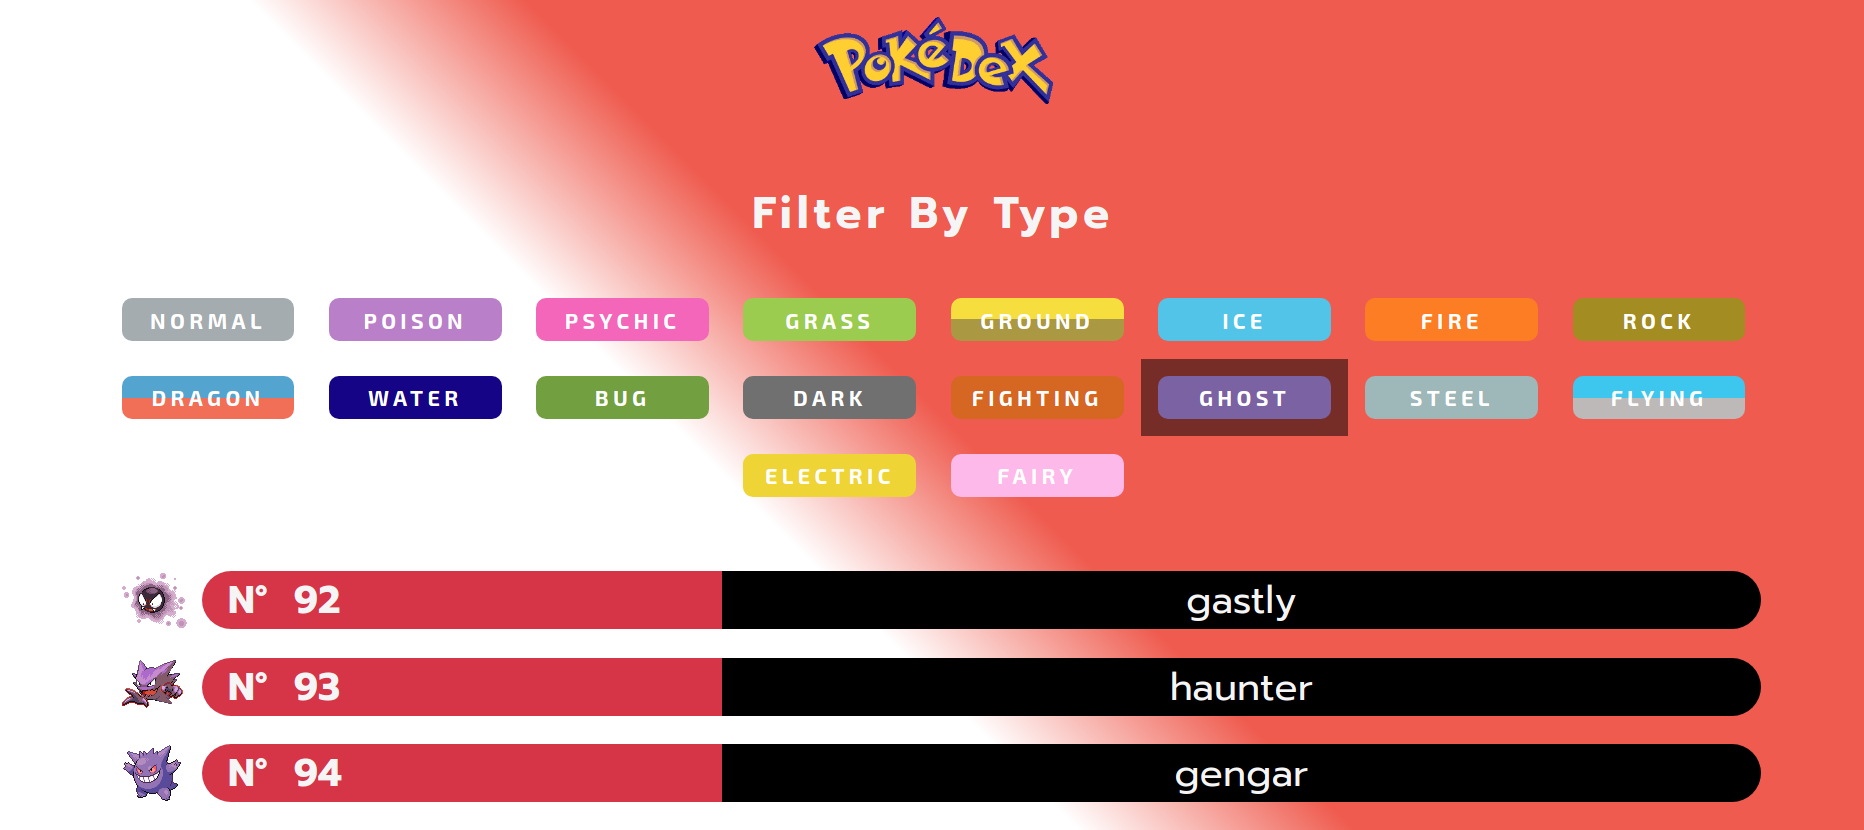 PokéDex
Filter By Type
NORMAL POISON PSYCHIC GRASS GROUND ICE FIRE ROCK
DRAGON WATER BUG DARK FIGHTING GHOST STEEL FLYING
ELECTRIC FAIRY
N° 92 gastly
N° 93 haunter
N° 94 gengar